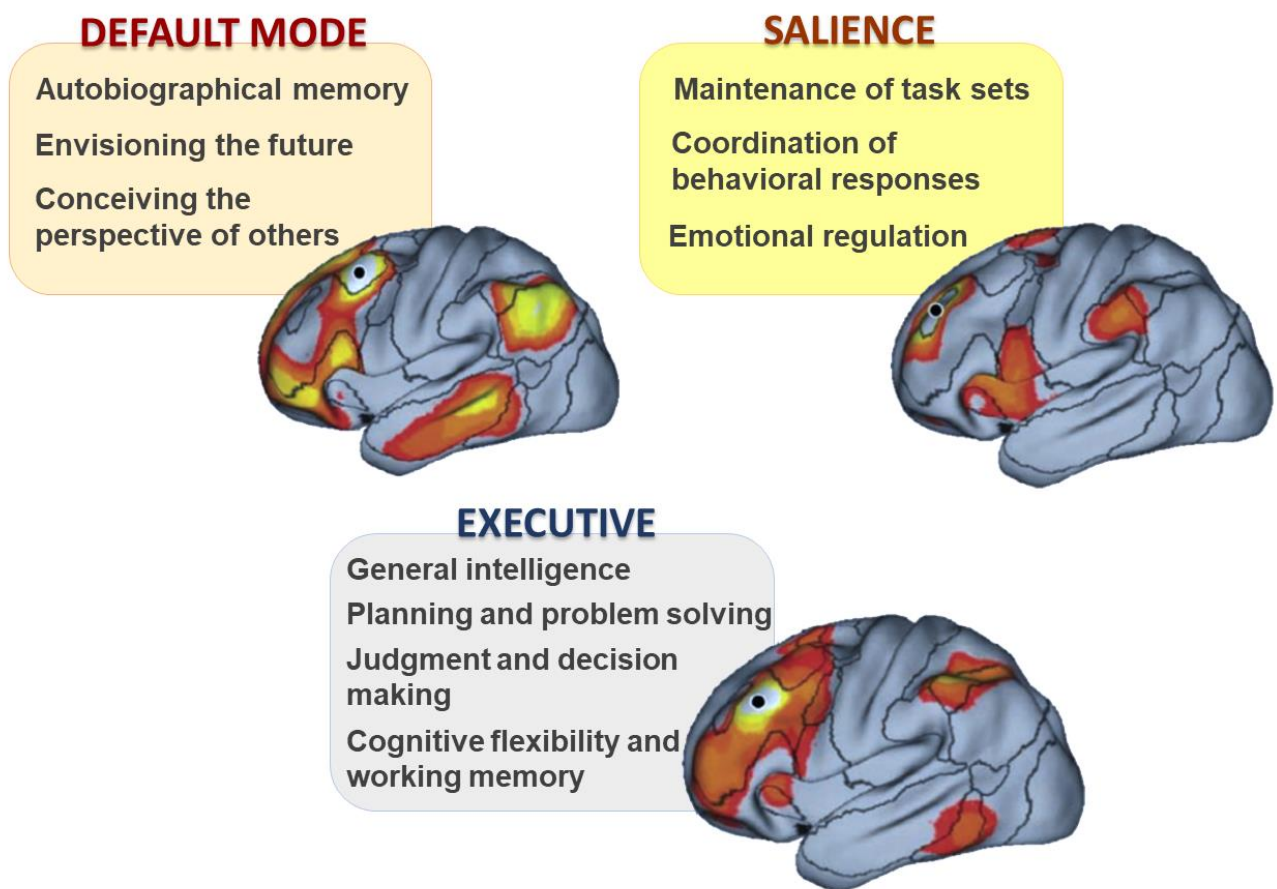 DEFAULT MODE
Autobiographical memory
Envisioning the future
Conceiving the
perspective of others
SALIENCE
Maintenance of task sets
Coordination of
behavioral responses
Emotional regulation
EXECUTIVE
General intelligence
Planning and problem solving
Judgment and decision
making
Cognitive flexibility and
working memory